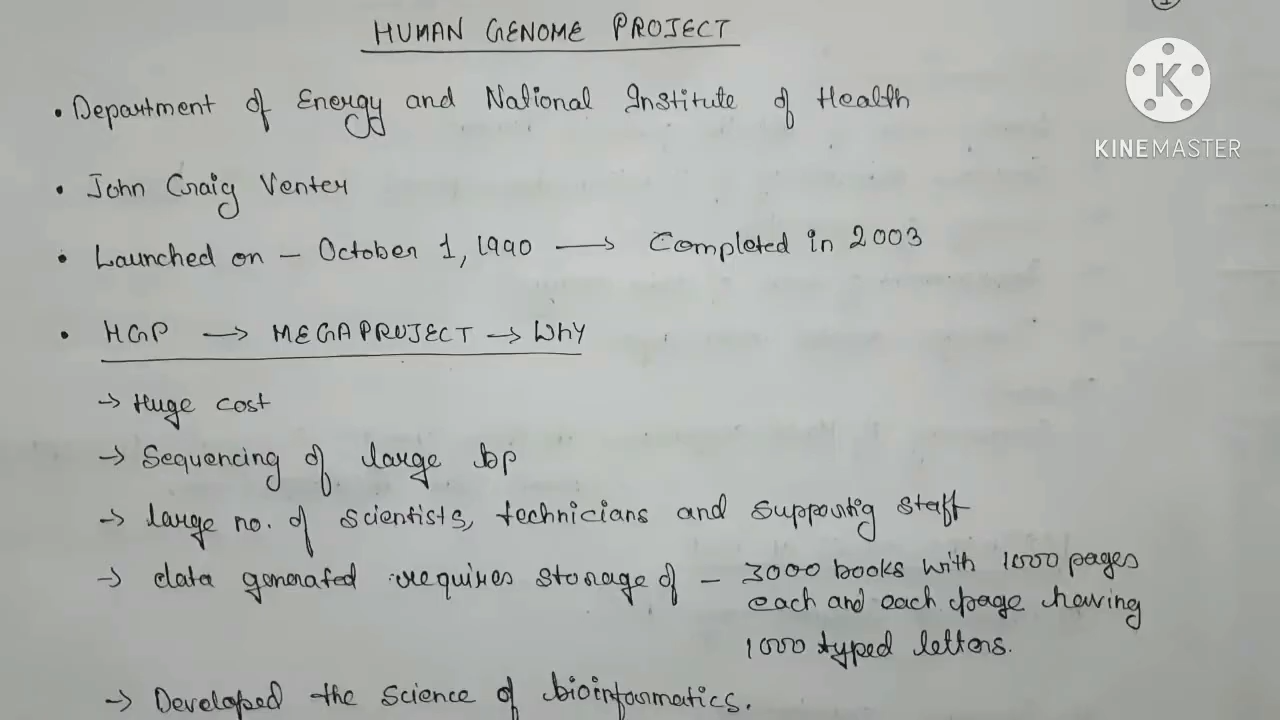 1
HUMAN GENOME PROJECT
K
KINEMASTER
• Department of Energy and National Institute of Health
• John Craig Venter
• Launched on – October 1, 1990 → Completed in 2003
• HGP → MEGAPROJECT → Why
→ Huge cost
→ Sequencing of large bp
→ large no. of scientists, technicians and supporting staff
→ data generated requires storage of – 3000 books with 1000 pages
each and each page having
1000 typed letters.
→ Developed the science of bioinformatics.